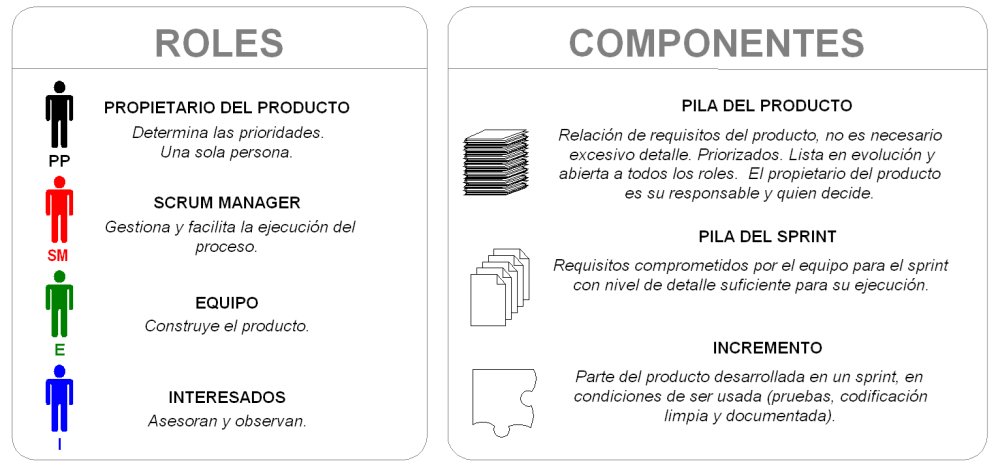 ROLES
PROPIETARIO DEL PRODUCTO
Determina las prioridades.
Una sola persona.
PP
SCRUM MANAGER
Gestiona y facilita la ejecución del
proceso.
SM
EQUIPO
Construye el producto.
E
INTERESADOS
Asesoran y observan.
I
COMPONENTES
PILA DEL PRODUCTO
Relación de requisitos del producto, no es necesario
excesivo detalle. Priorizados. Lista en evolución y
abierta a todos los roles.  El propietario del producto
es su responsable y quien decide.
PILA DEL SPRINT
Requisitos comprometidos por el equipo para el sprint
con nivel de detalle suficiente para su ejecución.
INCREMENTO
Parte del producto desarrollada en un sprint, en
condiciones de ser usada (pruebas, codificación
limpia y documentada).